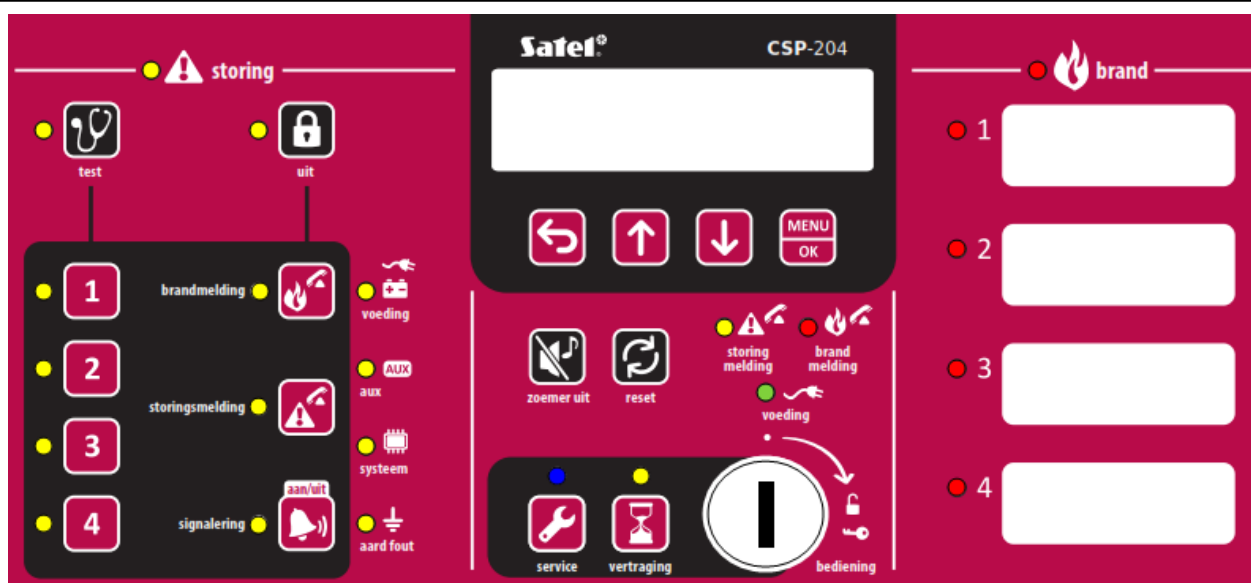 storing
test
uit
1
brandmelding
voeding
2
AUX
aux
storingsmelding
3
systeem
4
signalering
aan/uit
aard fout
Satel®
CSP-204
MENU
OK
zoemer uit
reset
storing
melding
brand
melding
voeding
service
vertraging
bediening
brand
1
2
3
4